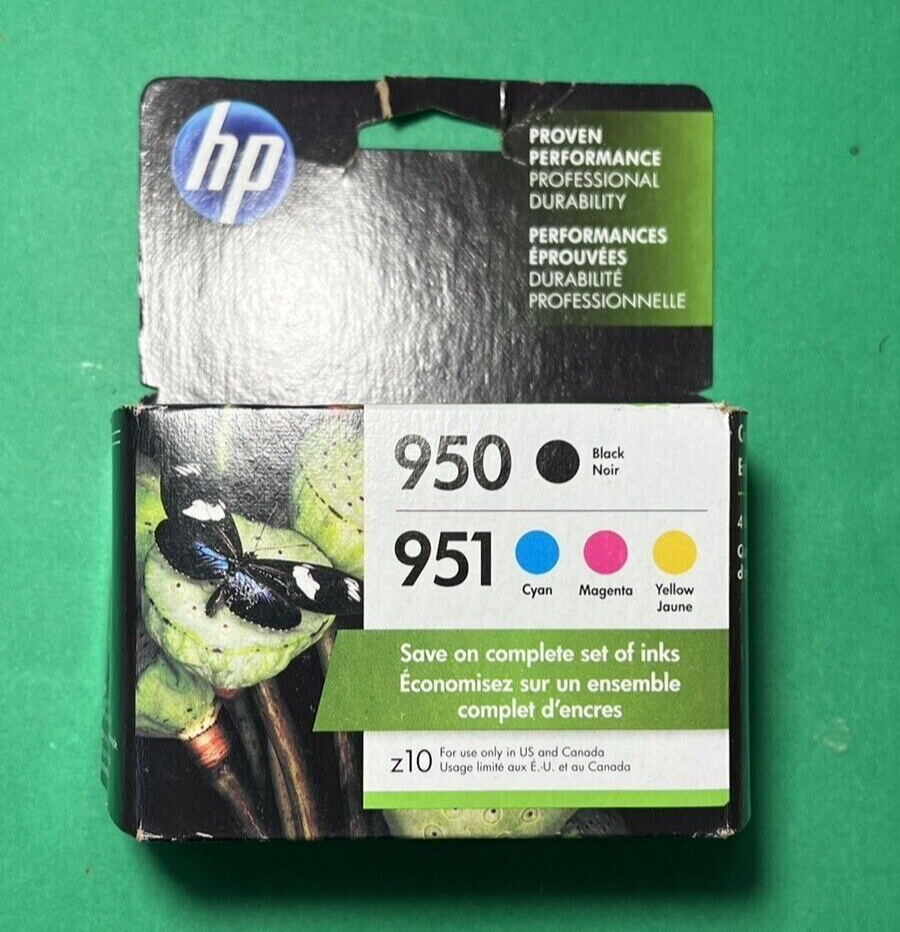 hp
PROVEN
PERFORMANCE
PROFESSIONAL
DURABILITY
PERFORMANCES
ÉPROUVÉES
DURABILITÉ
PROFESSIONNELLE
950
Black
Noir
951
Cyan
Magenta
Yellow
Jaune
Save on complete set of inks
Économisez sur un ensemble
complet d'encres
z10
For use only in US and Canada
Usage limité aux É.-U. et au Canada